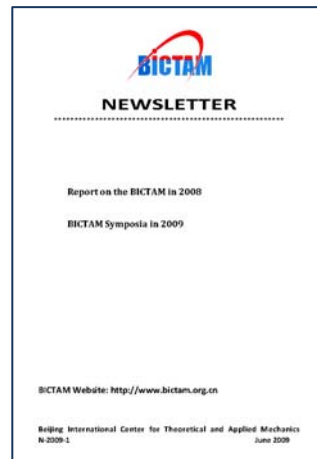 BICTAM
NEWSLETTER
Report on the BICTAM in 2008
BICTAM Symposia in 2009
BICTAM Website: http://www.bictam.org.cn
Beijing International Center for Theoretical and Applied Mechanics
N-2009-1 June 2009